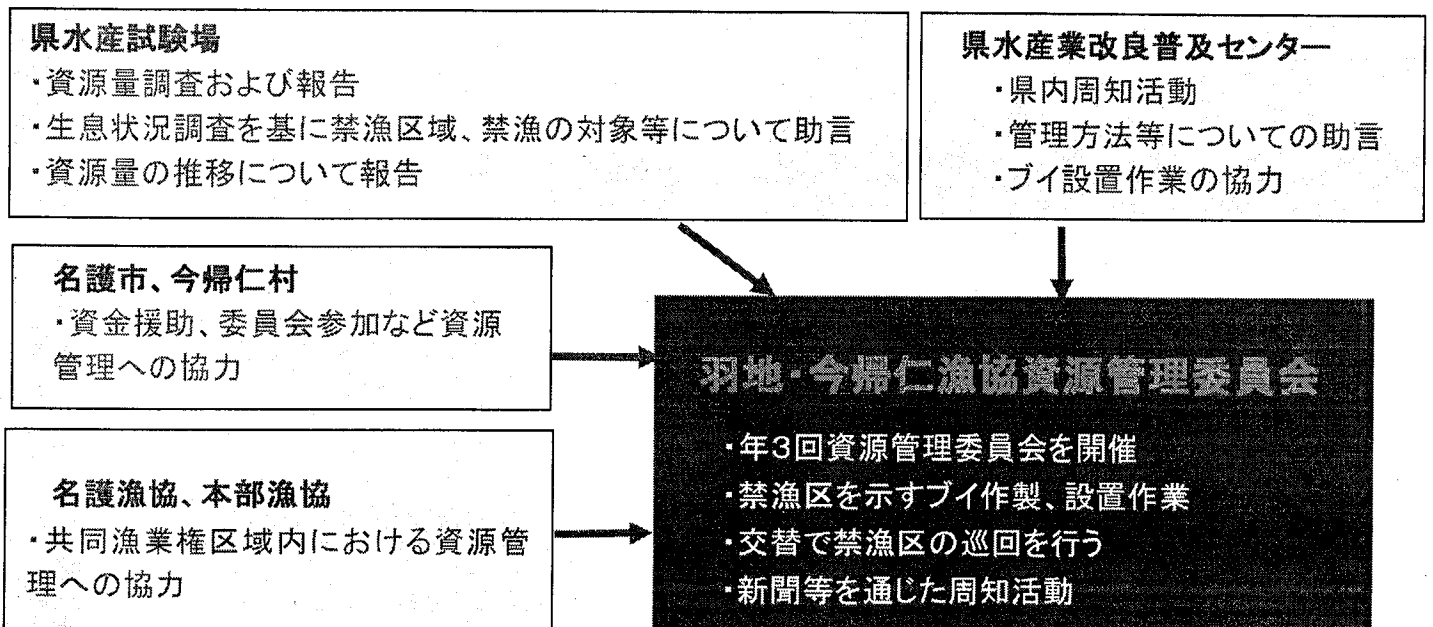 県水産試験場
・資源量調査および報告
・生息状況調査を基に禁漁区域、禁漁の対象等について助言
・資源量の推移について報告
県水産業改良普及センター
・県内周知活動
・管理方法等についての助言
・ブイ設置作業の協力
名護市、今帰仁村
・資金援助、委員会参加など資源
管理への協力
名護漁協、本部漁協
・共同漁業権区域内における資源管
理への協力
羽地・今帰仁漁協資源管理委員会
・年3回資源管理委員会を開催
・禁漁区を示すブイ作製、設置作業
・交替で禁漁区の巡回を行う
・新聞等を通じた周知活動